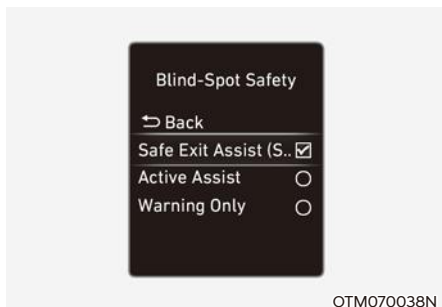 Blind-Spot Safety
Back
Safe Exit Assist (S..
Active Assist
Warning Only
OTM070038N